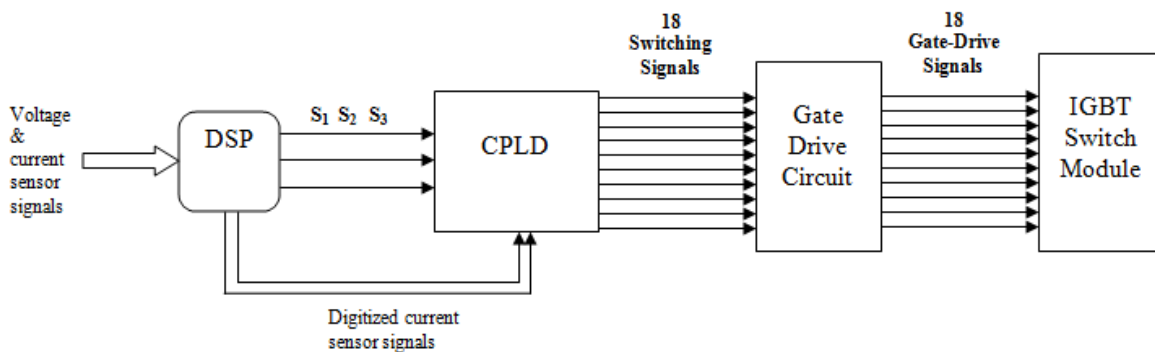 18
Switching
Signals
18
Gate-Drive
Signals
Voltage
&
current
sensor
signals
DSP
S₁ S₂ S₃
CPLD
Gate
Drive
Circuit
IGBT
Switch
Module
Digitized current
sensor signals